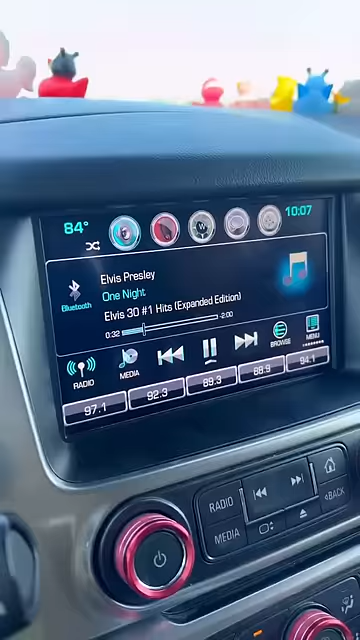 84°
10:07
W
Elvis Presley
One Night
Elvis 30 #1 Hits (Expanded Edition)
Bluetooth
0:32
-2:00
RADIO
MEDIA
BROWSE
MENU
97.1
92.3
89.3
88.9
94.1
RADIO
MEDIA
<BACK